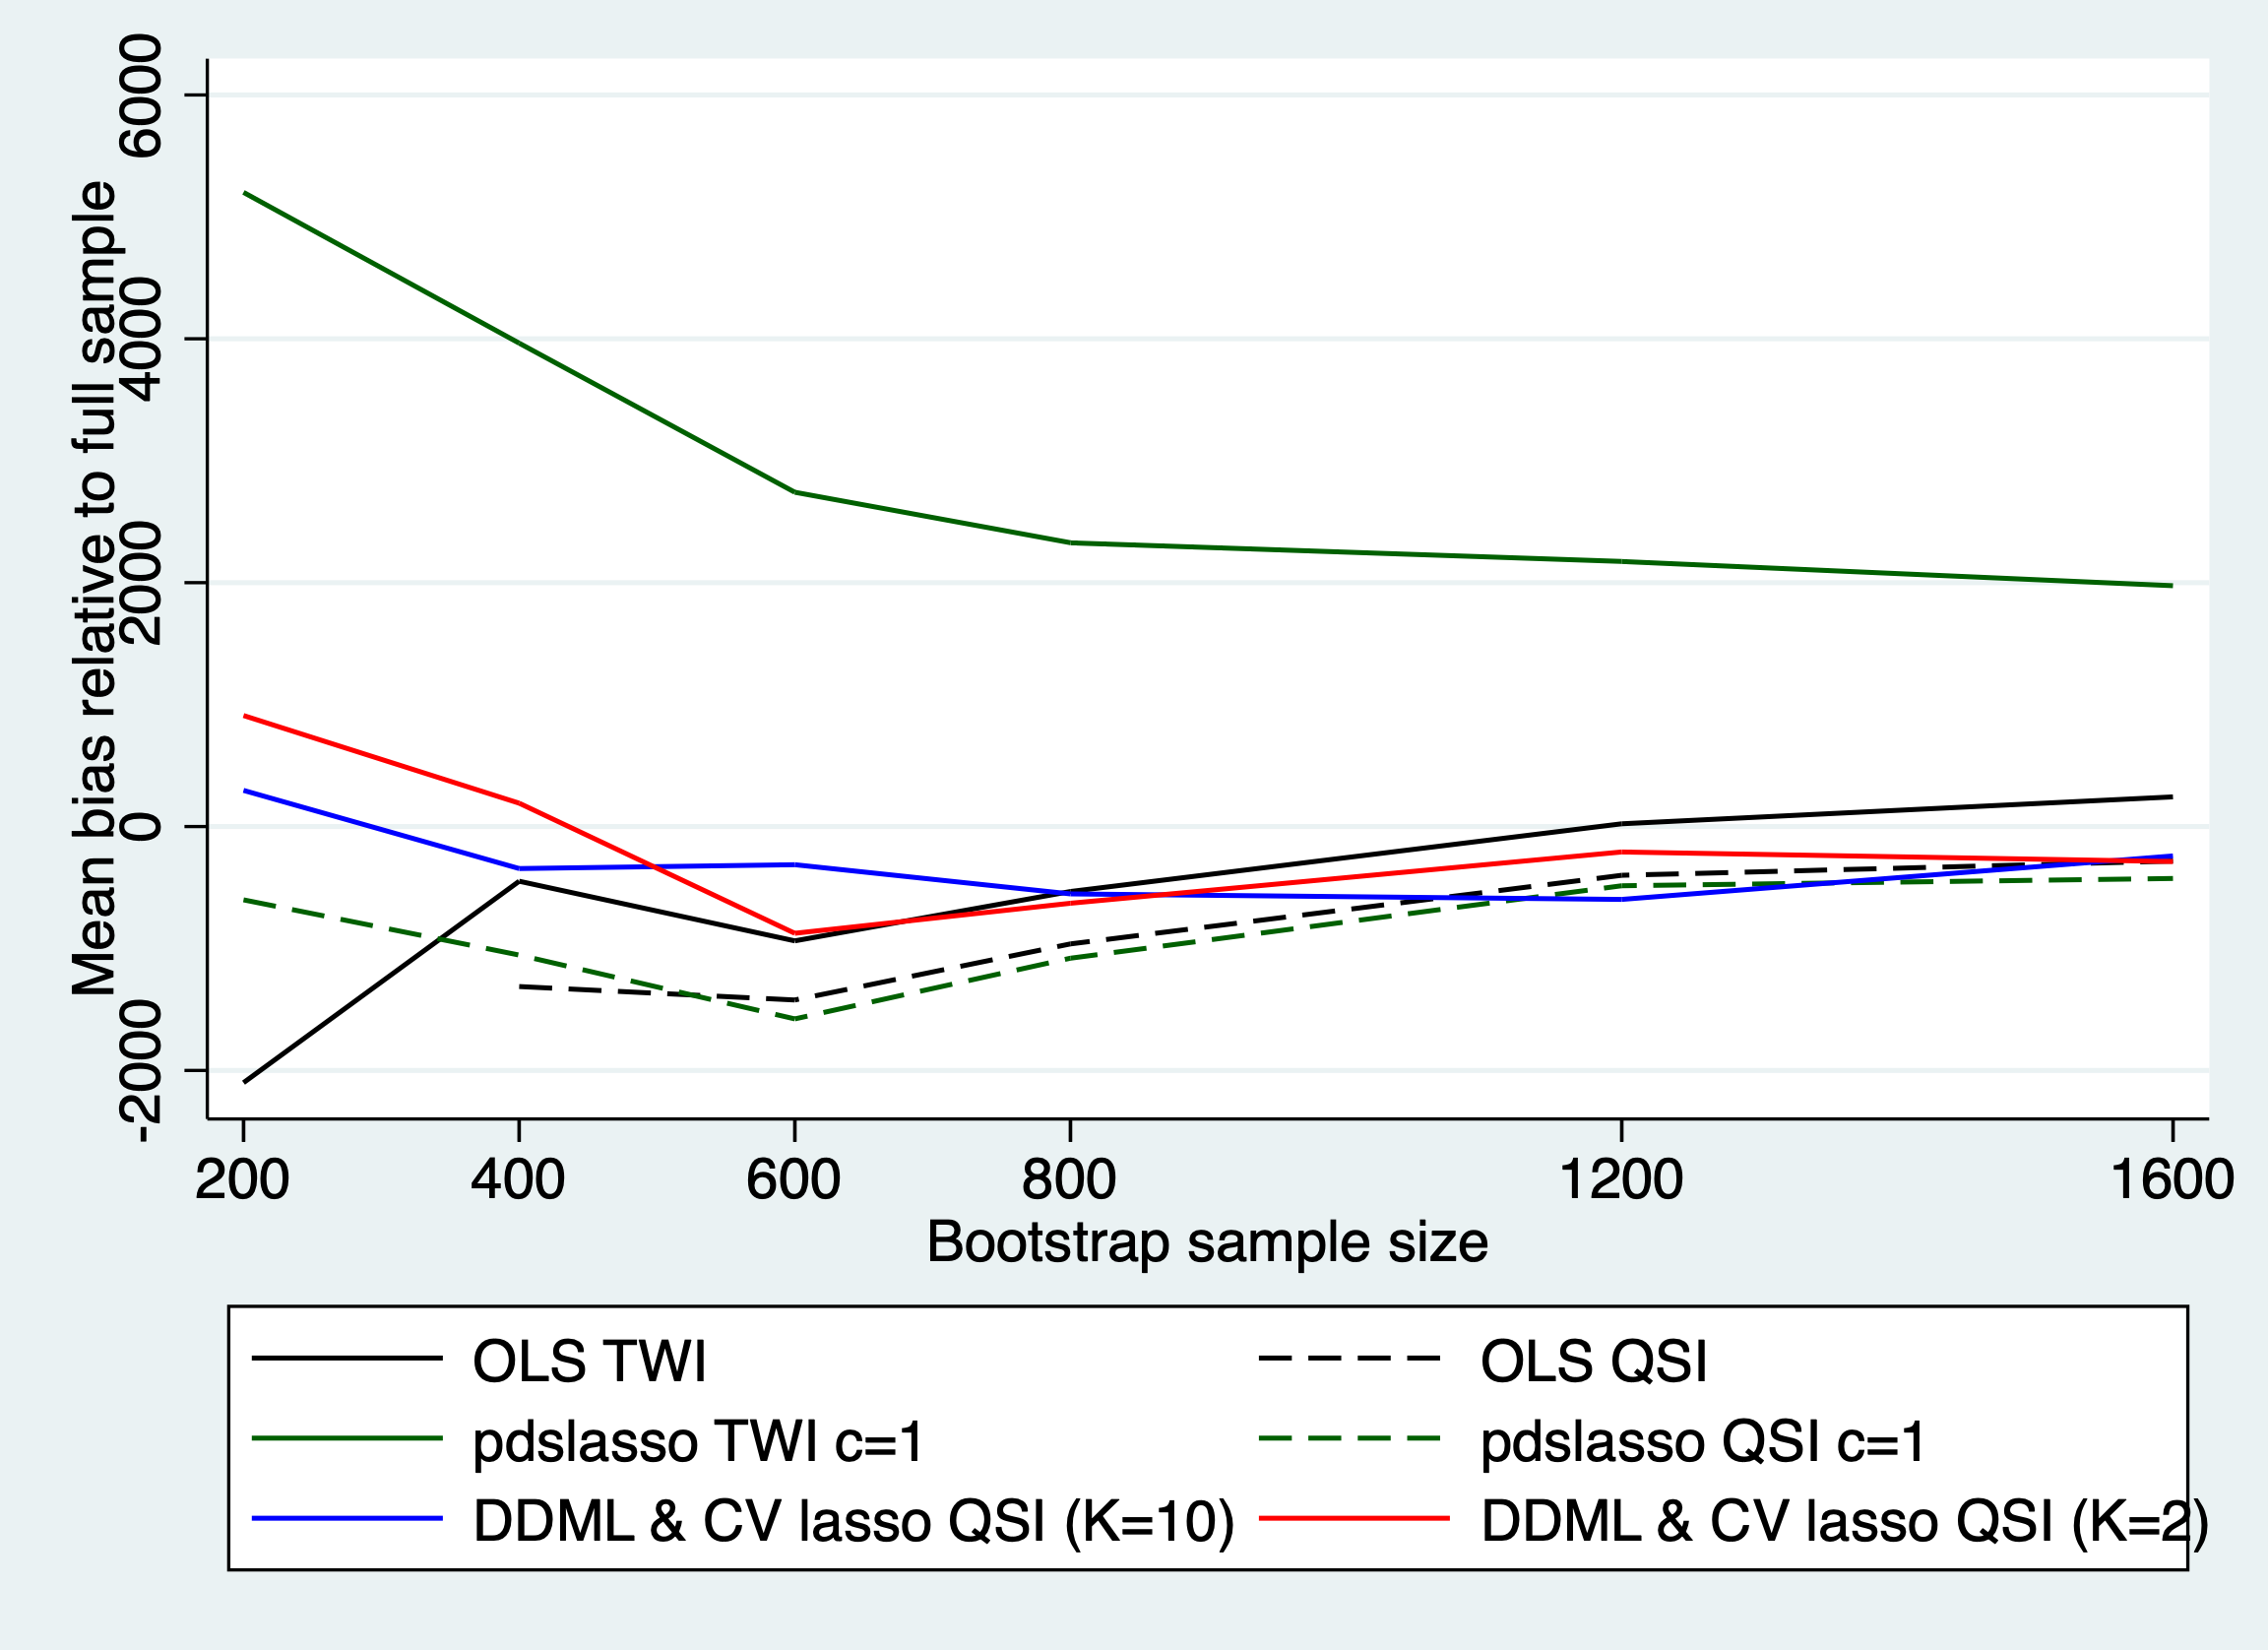 Mean bias relative to full sample
6000
4000
2000
0
-2000
200 400 600 800 1200 1600
Bootstrap sample size
OLS TWI OLS QSI
pdslasso TWI c=1 pdslasso QSI c=1
DDML & CV lasso QSI (K=10) DDML & CV lasso QSI (K=2)